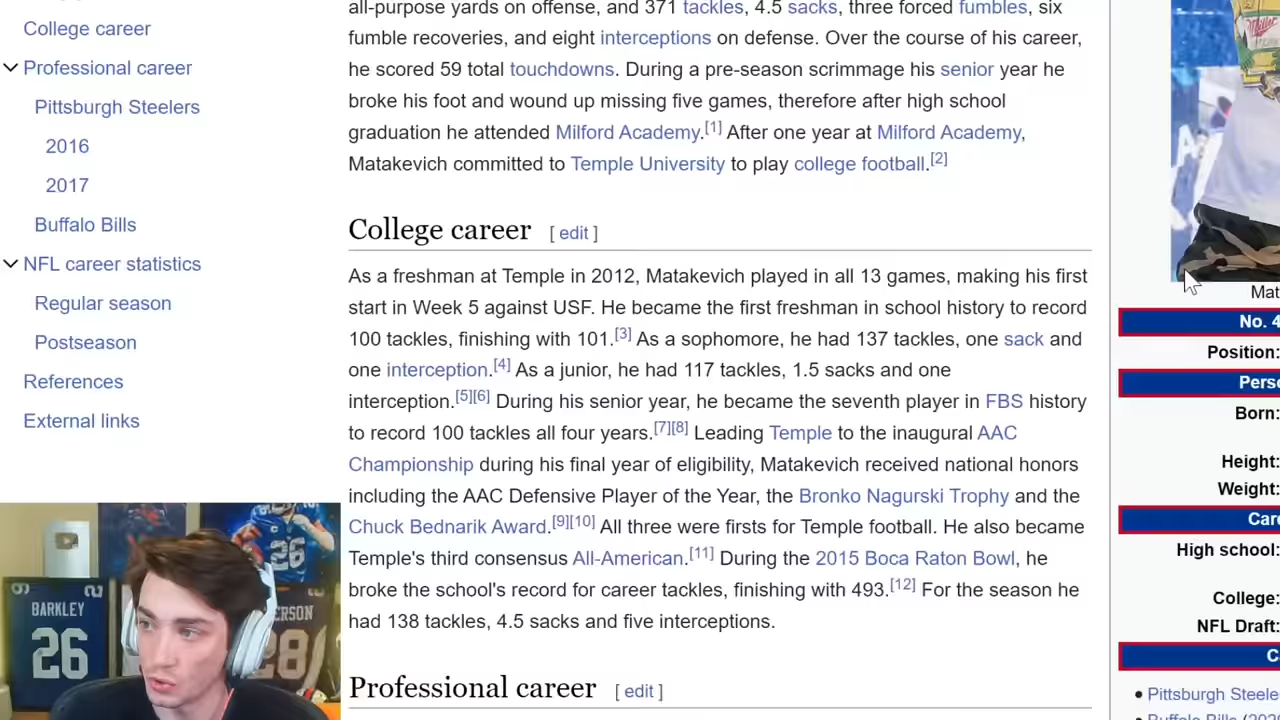 College career
Professional career
Pittsburgh Steelers
2016
2017
Buffalo Bills
NFL career statistics
Regular season
Postseason
References
External links
all-purpose yards on offense, and 371 tackles, 4.5 sacks, three forced fumbles, six
fumble recoveries, and eight interceptions on defense. Over the course of his career,
he scored 59 total touchdowns. During a pre-season scrimmage his senior year he
broke his foot and wound up missing five games, therefore after high school
graduation he attended Milford Academy.[1] After one year at Milford Academy,
Matakevich committed to Temple University to play college football.[2]
College career [ edit ]
As a freshman at Temple in 2012, Matakevich played in all 13 games, making his first
start in Week 5 against USF. He became the first freshman in school history to record
100 tackles, finishing with 101.[3] As a sophomore, he had 137 tackles, one sack and
one interception.[4] As a junior, he had 117 tackles, 1.5 sacks and one
interception.[5][6] During his senior year, he became the seventh player in FBS history
to record 100 tackles all four years.[7][8] Leading Temple to the inaugural AAC
Championship during his final year of eligibility, Matakevich received national honors
including the AAC Defensive Player of the Year, the Bronko Nagurski Trophy and the
Chuck Bednarik Award.[9][10] All three were firsts for Temple football. He also became
Temple's third consensus All-American.[11] During the 2015 Boca Raton Bowl, he
broke the school's record for career tackles, finishing with 493.[12] For the season he
had 138 tackles, 4.5 sacks and five interceptions.
Professional career [ edit ]
Miller
Mat
No. 4
Position:
Perso
Born:
Height:
Weight:
Care
High school:
College:
NFL Draft:
C
• Pittsburgh Steele
• Buffalo Bills (202
26
BARKLEY
26
ERSON
28